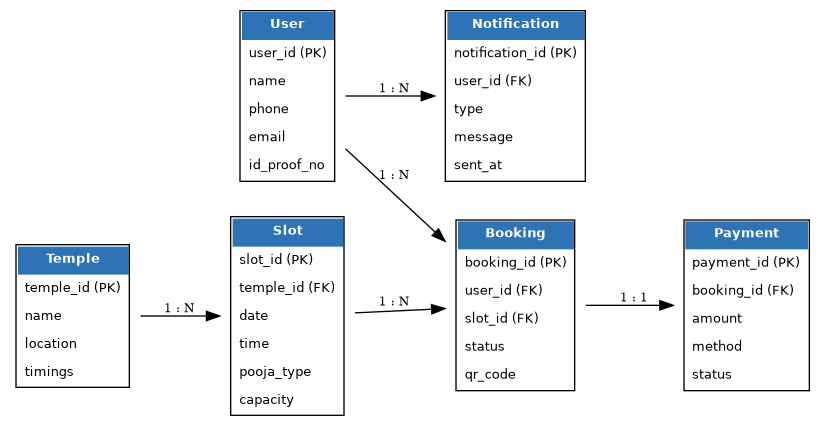 User
user_id (PK)
name
phone
email
id_proof_no
1 : N
Notification
notification_id (PK)
user_id (FK)
type
message
sent_at
1 : N
Temple
temple_id (PK)
name
location
timings
1 : N
Slot
slot_id (PK)
temple_id (FK)
date
time
pooja_type
capacity
1 : N
Booking
booking_id (PK)
user_id (FK)
slot_id (FK)
status
qr_code
1 : 1
Payment
payment_id (PK)
booking_id (FK)
amount
method
status